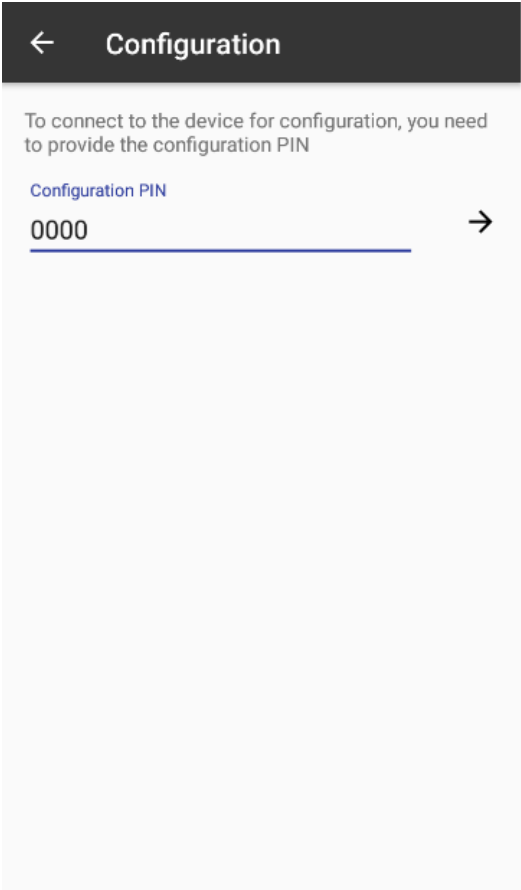 Configuration
To connect to the device for configuration, you need
to provide the configuration PIN
Configuration PIN
0000